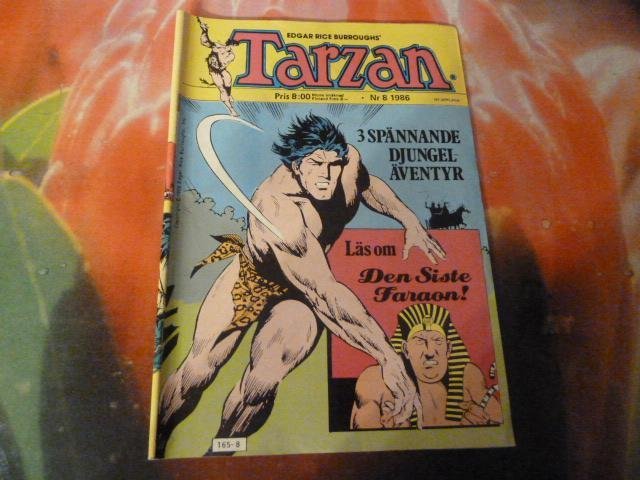 EDGAR RICE BURROUGHS'
Tarzan
Pris 8:00
• Nr 8 1986
3 SPÄNNANDE
DJUNGEL-
ÄVENTYR
Läs om
Den Siste
Faraon!
165-8